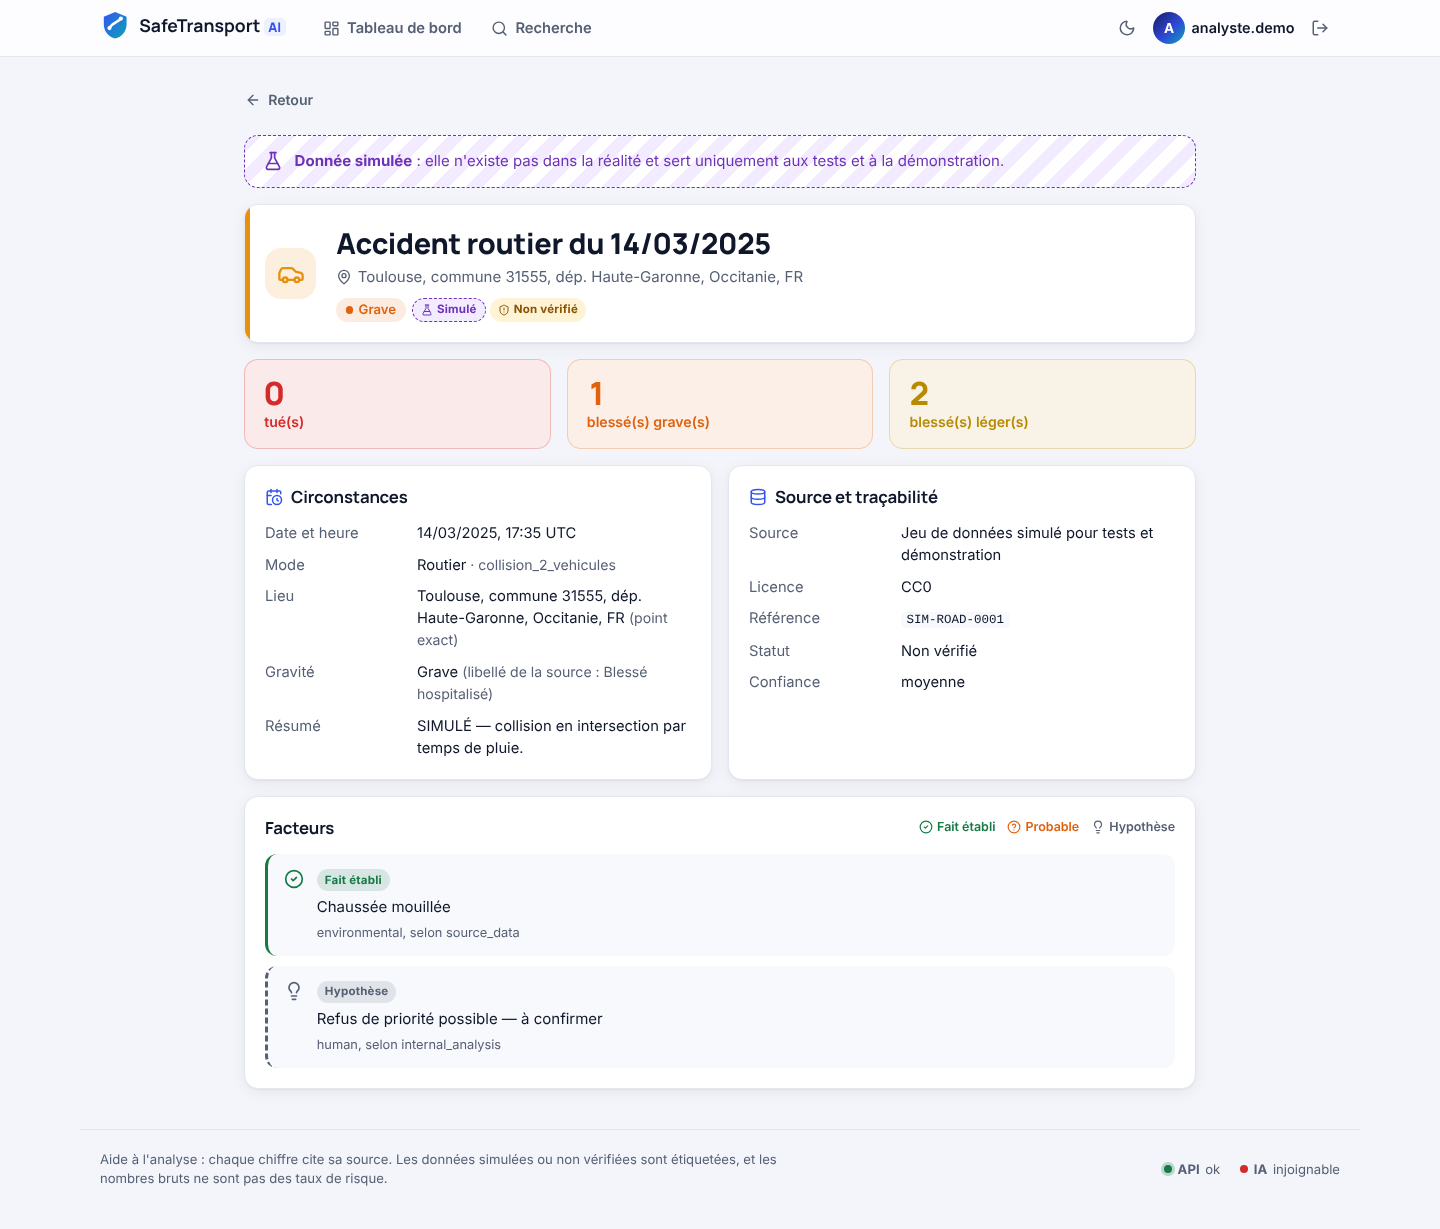 SafeTransport AI
Tableau de bord
Recherche
A
analyste.demo
Retour
Donnée simulée : elle n'existe pas dans la réalité et sert uniquement aux tests et à la démonstration.
Accident routier du 14/03/2025
Toulouse, commune 31555, dép. Haute-Garonne, Occitanie, FR
Grave
Simulé
Non vérifié
0
tué(s)
1
blessé(s) grave(s)
2
blessé(s) léger(s)
Circonstances
Date et heure
14/03/2025, 17:35 UTC
Mode
Routier · collision_2_vehicules
Lieu
Toulouse, commune 31555, dép.
Haute-Garonne, Occitanie, FR (point
exact)
Gravité
Grave (libellé de la source : Blessé
hospitalisé)
Résumé
SIMULÉ — collision en intersection par
temps de pluie.
Source et traçabilité
Source
Jeu de données simulé pour tests et
démonstration
Licence
CC0
Référence
SIM-ROAD-0001
Statut
Non vérifié
Confiance
moyenne
Facteurs
Fait établi
Probable
Hypothèse
Fait établi
Chaussée mouillée
environmental, selon source_data
Hypothèse
Refus de priorité possible — à confirmer
human, selon internal_analysis
Aide à l'analyse : chaque chiffre cite sa source. Les données simulées ou non vérifiées sont étiquetées, et les
nombres bruts ne sont pas des taux de risque.
API ok
IA injoignable